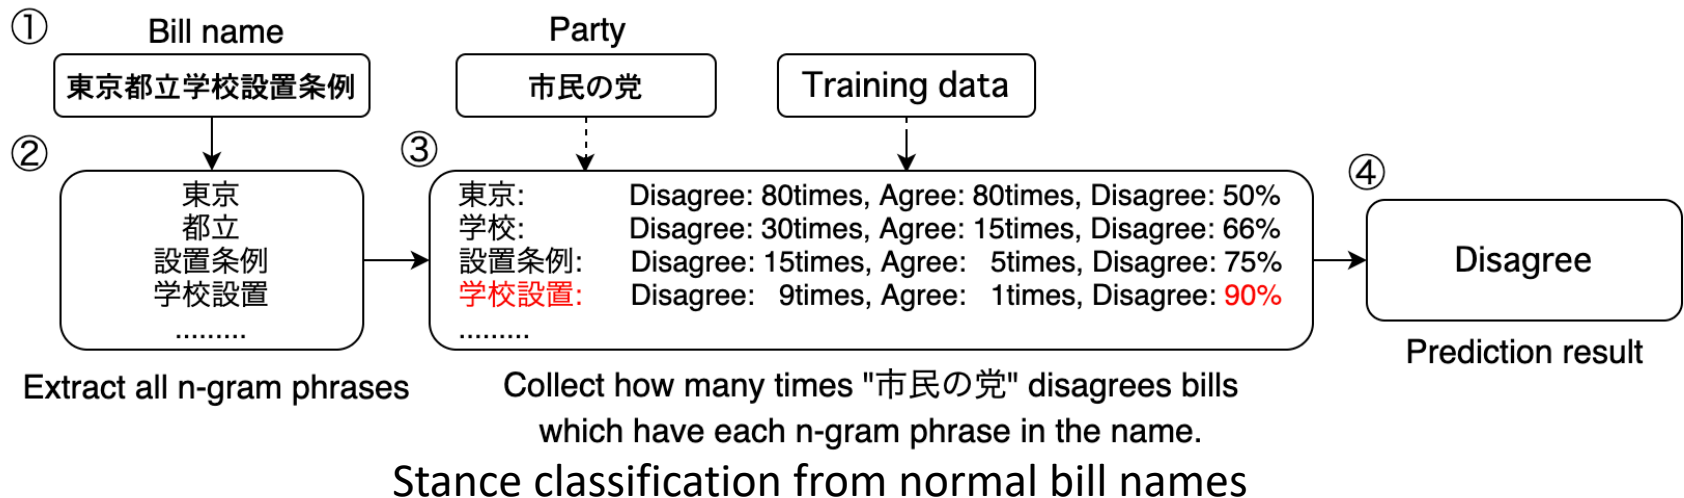 ①
Bill name
東京都立学校設置条例
Party
市民の党
Training data
②
東京
都立
設置条例
学校設置
.........
Extract all n-gram phrases
③
東京: Disagree: 80times, Agree: 80times, Disagree: 50%
学校: Disagree: 30times, Agree: 15times, Disagree: 66%
設置条例: Disagree: 15times, Agree: 5times, Disagree: 75%
学校設置: Disagree: 9times, Agree: 1times, Disagree: 90%
.........
Collect how many times "市民の党" disagrees bills
which have each n-gram phrase in the name.
④
Disagree
Prediction result
Stance classification from normal bill names